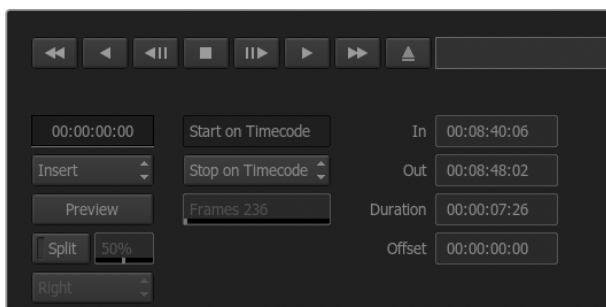 00:00:00:00 Start on Timecode In 00:08:40:06
Insert Stop on Timecode Out 00:08:48:02
Preview Frames 236 Duration 00:00:07:26
Split 50% Offset 00:00:00:00
Right